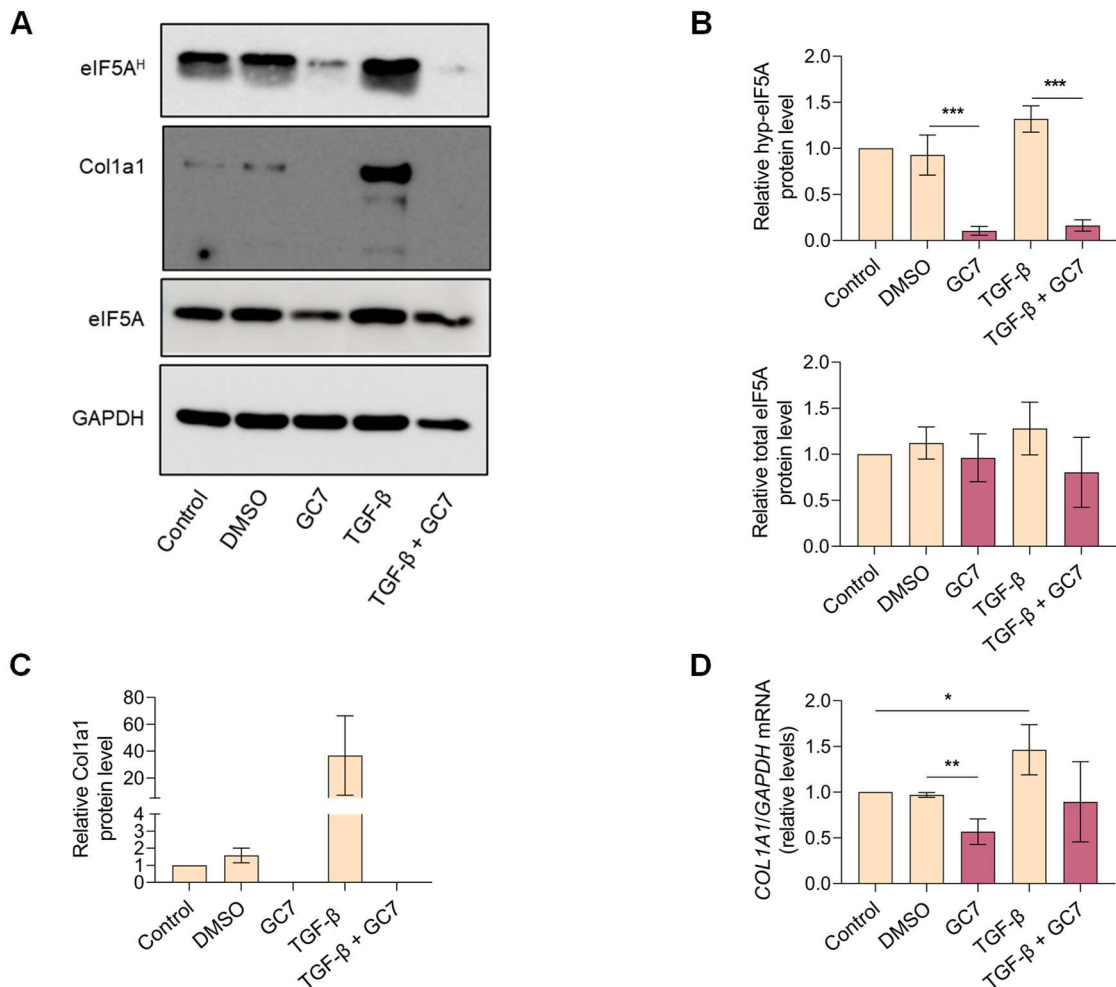 A
eIF5Aᴴ
Col1a1
eIF5A
GAPDH
Control
DMSO
GC7
TGF-β
TGF-β + GC7
B
Relative hyp-eIF5A
protein level
2.0
1.5
1.0
0.5
0.0
***
***
Control
DMSO
GC7
TGF-β
TGF-β + GC7
Relative total eIF5A
protein level
2.0
1.5
1.0
0.5
0.0
Control
DMSO
GC7
TGF-β
TGF-β + GC7
C
Relative Col1a1
protein level
80
60
40
20
4
3
2
1
0
Control
DMSO
GC7
TGF-β
TGF-β + GC7
D
COL1A1/GAPDH mRNA
(relative levels)
2.0
1.5
1.0
0.5
0.0
*
**
Control
DMSO
GC7
TGF-β
TGF-β + GC7